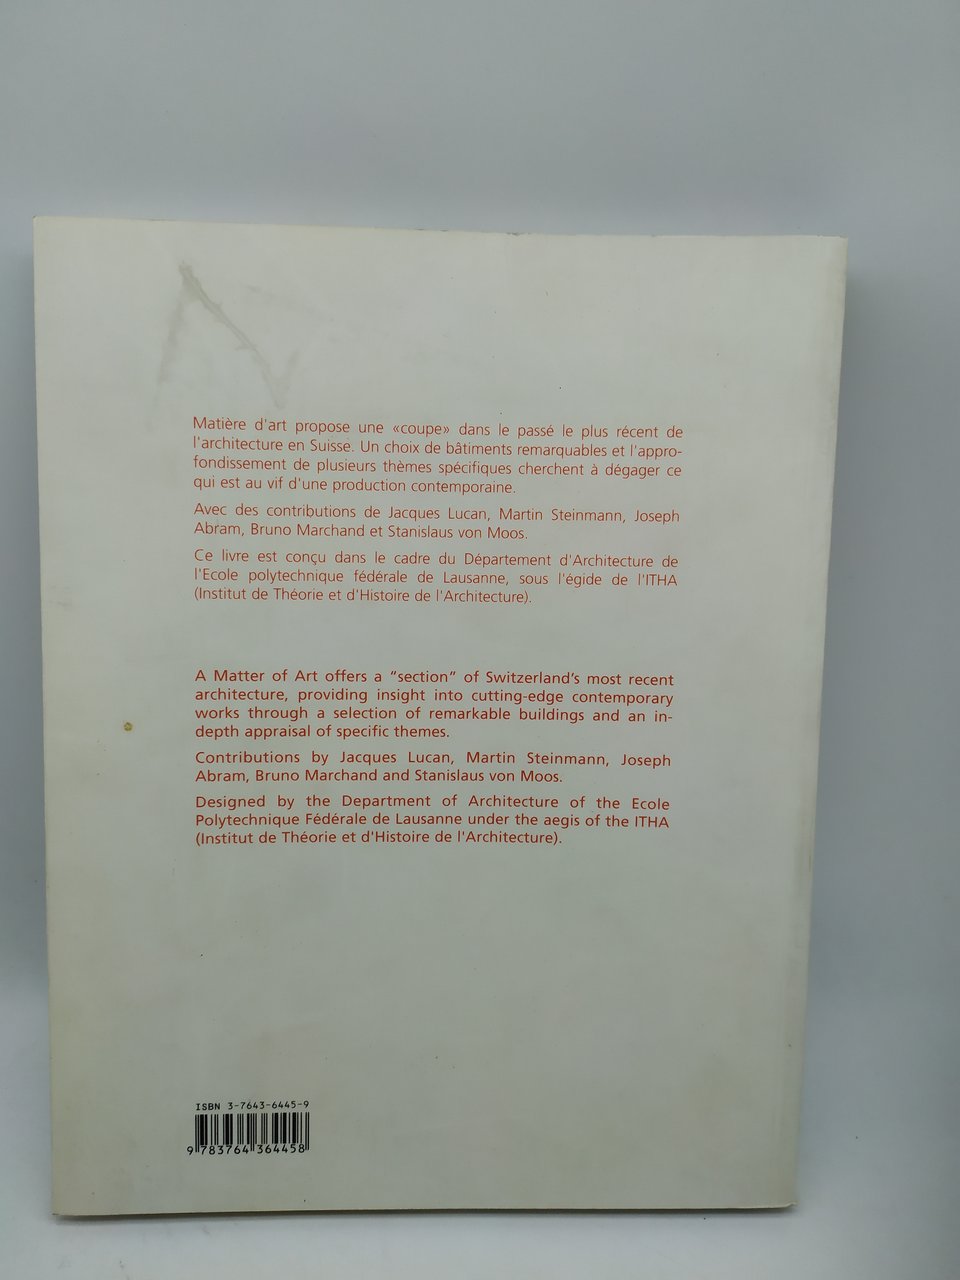 Matière d'art propose une «coupe» dans le passé le plus récent de
l'architecture en Suisse. Un choix de bâtiments remarquables et l'appro-
fondissement de plusieurs thèmes spécifiques cherchent à dégager ce
qui est au vif d'une production contemporaine.
Avec des contributions de Jacques Lucan, Martin Steinmann, Joseph
Abram, Bruno Marchand et Stanislaus von Moos.
Ce livre est conçu dans le cadre du Département d'Architecture de
l'Ecole polytechnique fédérale de Lausanne, sous l'égide de l'ITHA
(Institut de Théorie et d'Histoire de l'Architecture).
A Matter of Art offers a "section" of Switzerland's most recent
architecture, providing insight into cutting-edge contemporary
works through a selection of remarkable buildings and an in-
depth appraisal of specific themes.
Contributions by Jacques Lucan, Martin Steinmann, Joseph
Abram, Bruno Marchand and Stanislaus von Moos.
Designed by the Department of Architecture of the Ecole
Polytechnique Fédérale de Lausanne under the aegis of the ITHA
(Institut de Théorie et d'Histoire de l'Architecture).
ISBN 3-7643-6445-9
9 783764 364458